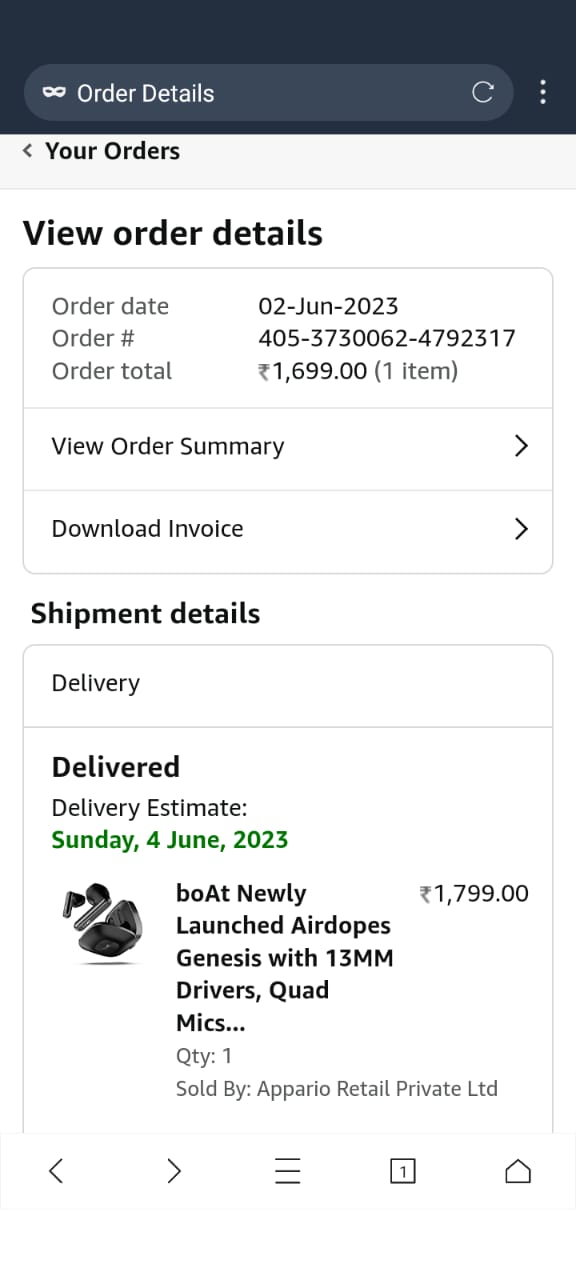 Order Details
Your Orders
View order details
Order date 02-Jun-2023
Order # 405-3730062-4792317
Order total ₹1,699.00 (1 item)
View Order Summary
Download Invoice
Shipment details
Delivery
Delivered
Delivery Estimate:
Sunday, 4 June, 2023
boAt Newly ₹1,799.00
Launched Airdopes
Genesis with 13MM
Drivers, Quad
Mics...
Qty: 1
Sold By: Appario Retail Private Ltd
1